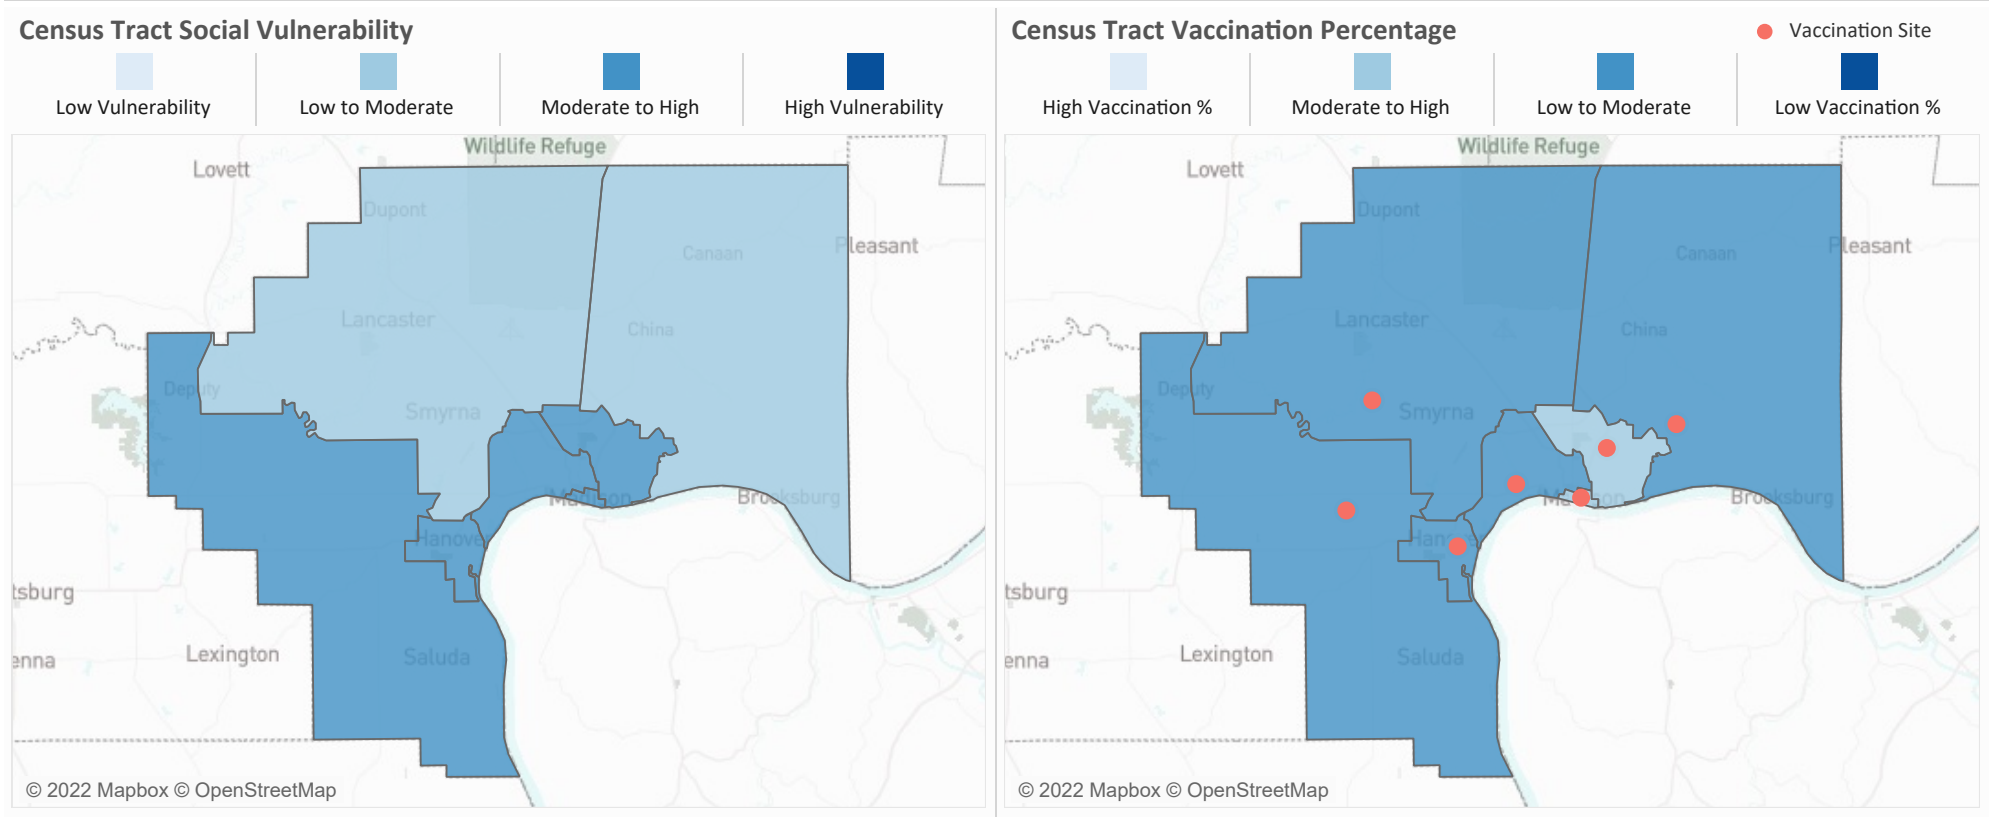 Census Tract Social Vulnerability
Low Vulnerability
Low to Moderate
Moderate to High
High Vulnerability
Wildlife Refuge
Lovett
Dupont
Canaan
Pleasant
Lancaster
China
Deputy
Smyrna
Madison
Brooksburg
Hanover
tsburg
enna
Lexington
Saluda
© 2022 Mapbox © OpenStreetMap
Census Tract Vaccination Percentage
Vaccination Site
High Vaccination %
Moderate to High
Low to Moderate
Low Vaccination %
Wildlife Refuge
Lovett
Dupont
Canaan
Pleasant
Lancaster
China
Deputy
Smyrna
Madison
Brooksburg
Hanover
tsburg
enna
Lexington
Saluda
© 2022 Mapbox © OpenStreetMap